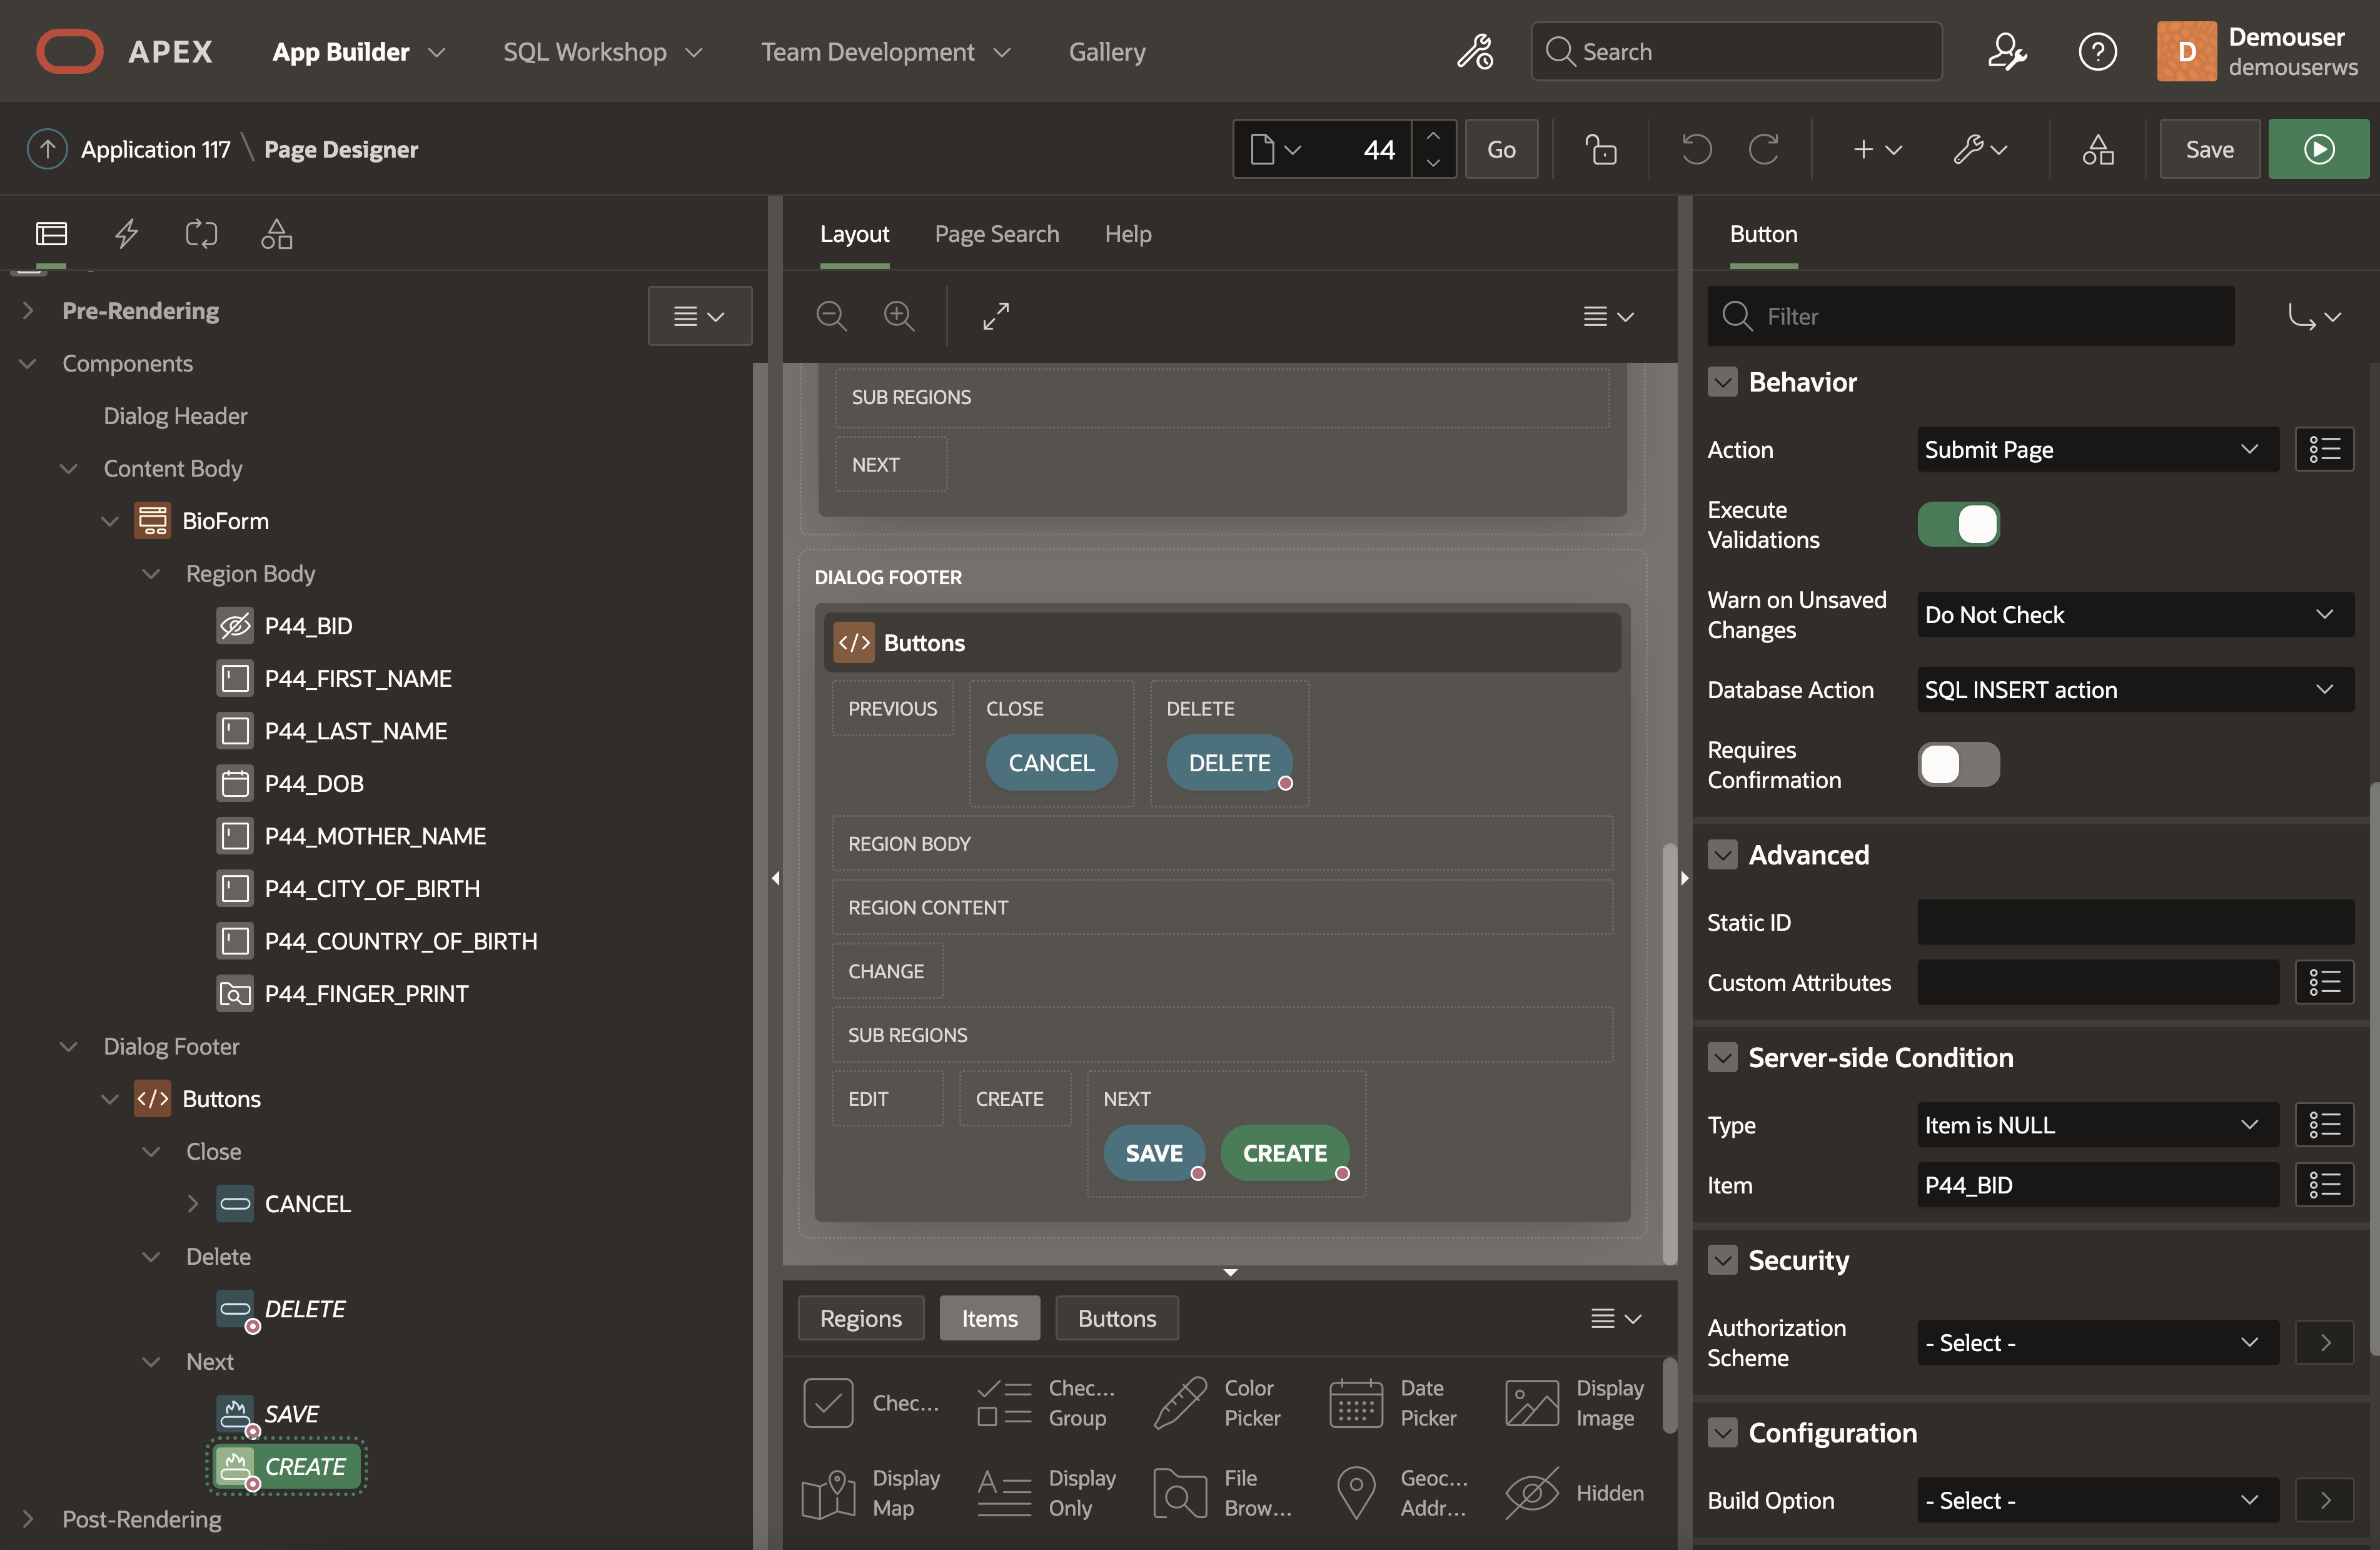 APEX
App Builder
SQL Workshop
Team Development
Gallery
Search
D
Demouser
demouserws
Application 117 \ Page Designer
44
Go
Save
Pre-Rendering
Components
Dialog Header
Content Body
BioForm
Region Body
P44_BID
P44_FIRST_NAME
P44_LAST_NAME
P44_DOB
P44_MOTHER_NAME
P44_CITY_OF_BIRTH
P44_COUNTRY_OF_BIRTH
P44_FINGER_PRINT
Dialog Footer
Buttons
Close
CANCEL
Delete
DELETE
Next
SAVE
CREATE
Post-Rendering
Layout
Page Search
Help
SUB REGIONS
NEXT
DIALOG FOOTER
Buttons
PREVIOUS
CLOSE
CANCEL
DELETE
DELETE
REGION BODY
REGION CONTENT
CHANGE
SUB REGIONS
EDIT
CREATE
NEXT
SAVE
CREATE
Regions
Items
Buttons
Chec...
Chec...
Group
Color
Picker
Date
Picker
Display
Image
Display
Map
Display
Only
File
Brow...
Geoc...
Addr...
Hidden
Button
Filter
Behavior
Action
Submit Page
Execute
Validations
Warn on Unsaved
Changes
Do Not Check
Database Action
SQL INSERT action
Requires
Confirmation
Advanced
Static ID
Custom Attributes
Server-side Condition
Type
Item is NULL
Item
P44_BID
Security
Authorization
Scheme
- Select -
Configuration
Build Option
- Select -